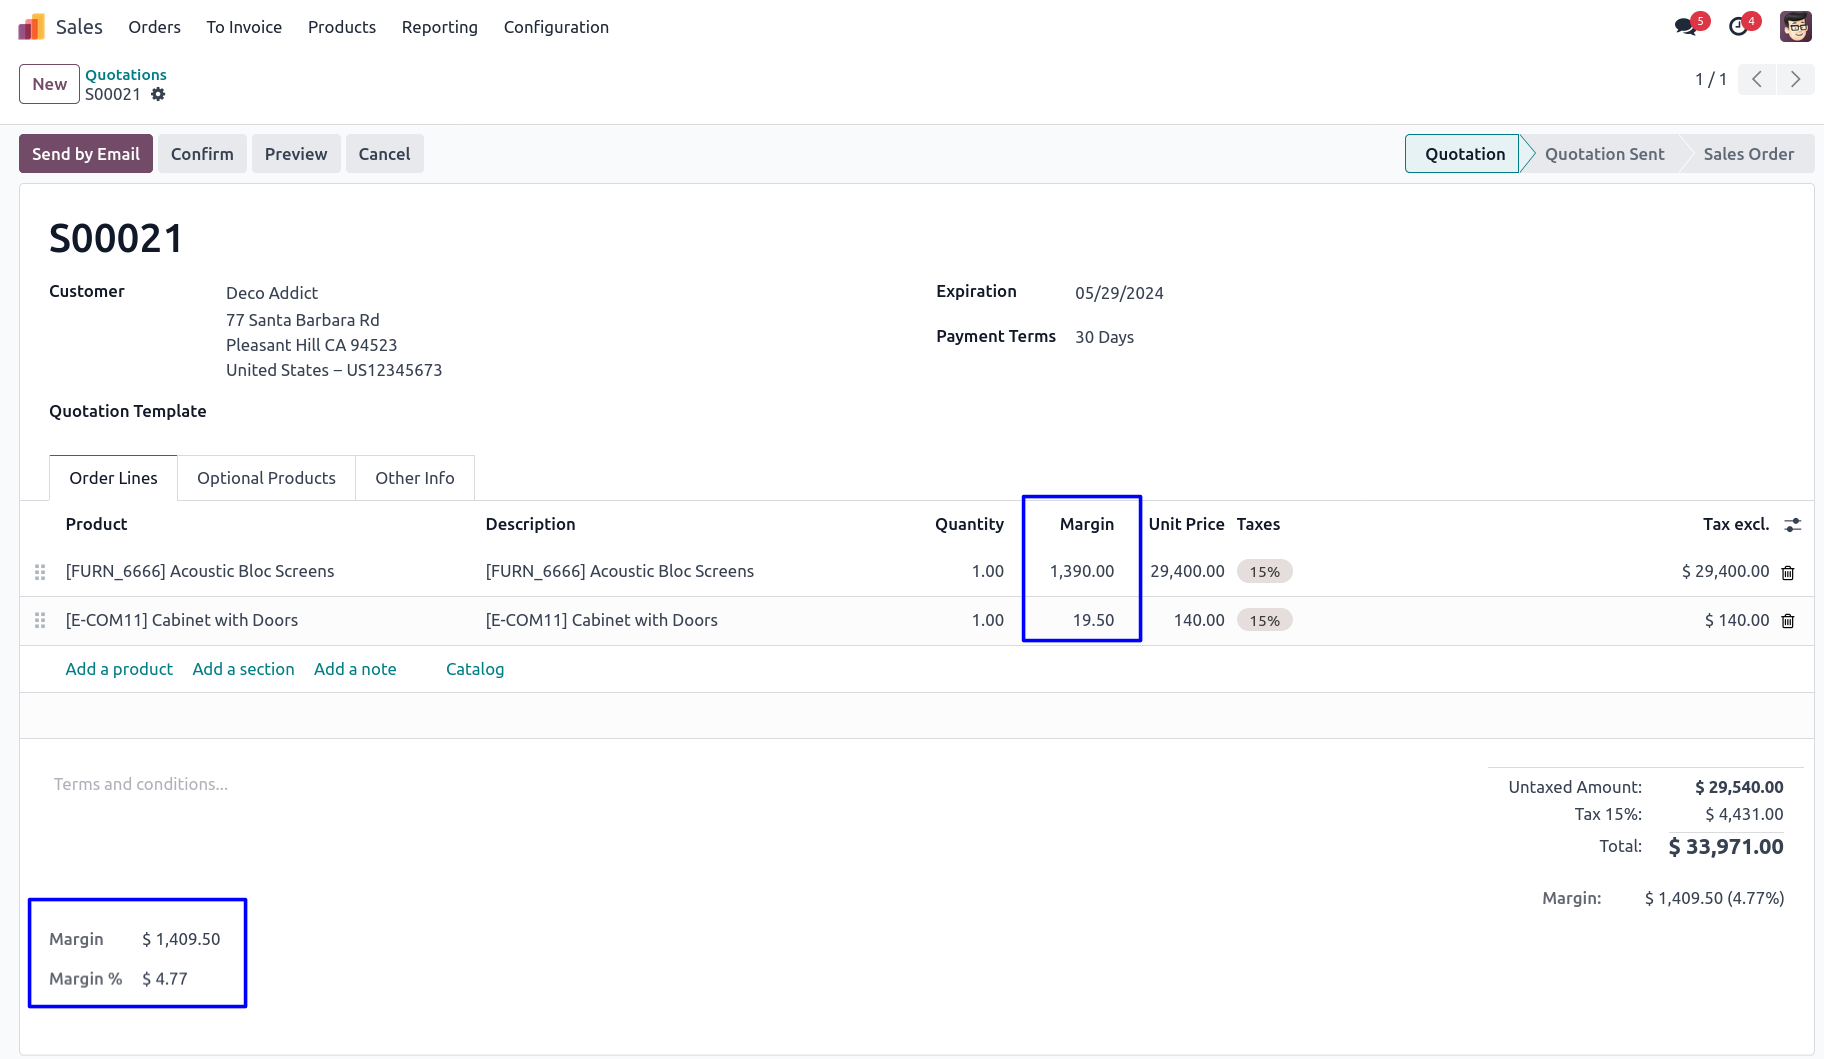 Sales Orders To Invoice Products Reporting Configuration 5 4
New Quotations 1 / 1
S00021
Send by Email Confirm Preview Cancel Quotation Quotation Sent Sales Order
S00021
Customer Deco Addict Expiration 05/29/2024
77 Santa Barbara Rd
Pleasant Hill CA 94523 Payment Terms 30 Days
United States – US12345673
Quotation Template
Order Lines Optional Products Other Info
Product Description Quantity Margin Unit Price Taxes Tax excl.
[FURN_6666] Acoustic Bloc Screens [FURN_6666] Acoustic Bloc Screens 1.00 1,390.00 29,400.00 15% $ 29,400.00
[E-COM11] Cabinet with Doors [E-COM11] Cabinet with Doors 1.00 19.50 140.00 15% $ 140.00
Add a product Add a section Add a note Catalog
Terms and conditions...
Untaxed Amount: $ 29,540.00
Tax 15%: $ 4,431.00
Total: $ 33,971.00
Margin: $ 1,409.50 (4.77%)
Margin $ 1,409.50
Margin % $ 4.77